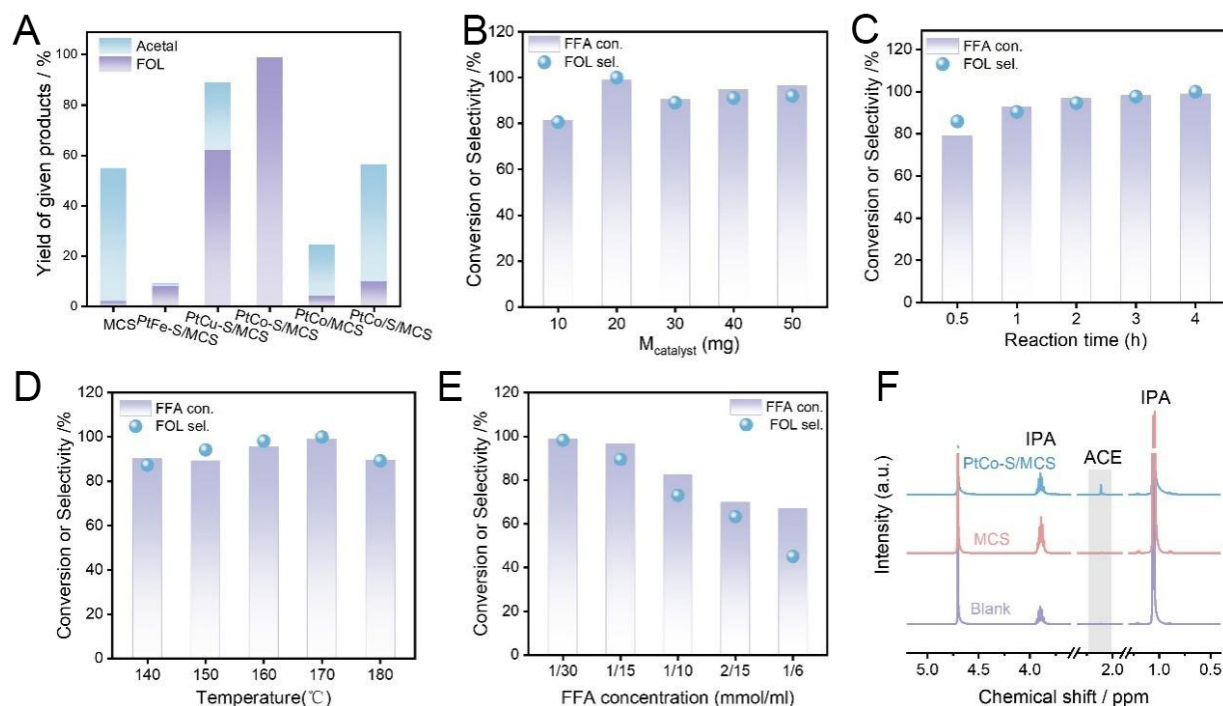 A
Yield of given products / %
100
80
60
40
20
0
Acetal
FOL
MCS
PtFe-S/MCS
PtCu-S/MCS
PtCo-S/MCS
PtCo/MCS
PtCo/S/MCS
B
Conversion or Selectivity /%
120
100
80
60
40
20
0
FFA con.
FOL sel.
10 20 30 40 50
Mcatalyst (mg)
C
Conversion or Selectivity /%
120
100
80
60
40
20
0
FFA con.
FOL sel.
0.5 1 2 3 4
Reaction time (h)
D
Conversion or Selectivity /%
120
100
80
60
40
20
0
FFA con.
FOL sel.
140 150 160 170 180
Temperature(℃)
E
Conversion or Selectivity /%
120
100
80
60
40
20
0
FFA con.
FOL sel.
1/30 1/15 1/10 2/15 1/6
FFA concentration (mmol/ml)
F
Intensity (a.u.)
IPA
IPA
ACE
PtCo-S/MCS
MCS
Blank
5.0 4.5 4.0 2.0 1.0 0.5
Chemical shift / ppm